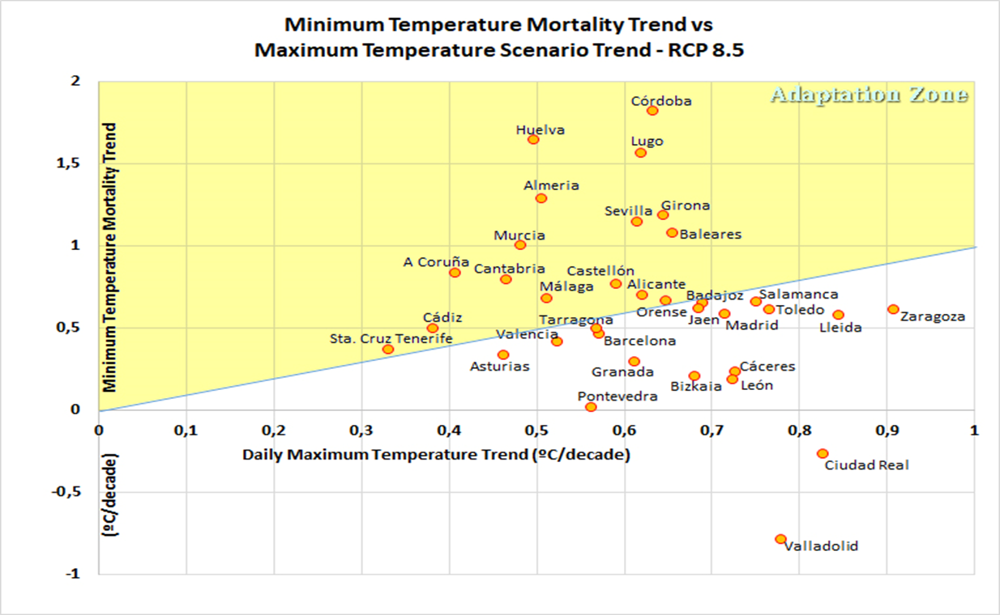 Minimum Temperature Mortality Trend vs
Maximum Temperature Scenario Trend - RCP 8.5
Adaptation Zone
2
1,5
1
0,5
0
-0,5
-1
Minimum Temperature Mortality Trend
(ºC/decade)
Córdoba
Huelva
Lugo
Almeria
Girona
Sevilla
Baleares
Murcia
A Coruña
Cantabria
Castellón
Málaga
Alicante
Badajoz
Salamanca
Orense
Jaen
Toledo
Madrid
Lleida
Zaragoza
Cádiz
Tarragona
Sta. Cruz Tenerife
Valencia
Barcelona
Asturias
Granada
Cáceres
Bizkaia
León
Pontevedra
0 0,1 0,2 0,3 0,4 0,5 0,6 0,7 0,8 0,9 1
Daily Maximum Temperature Trend (ºC/decade)
Ciudad Real
Valladolid